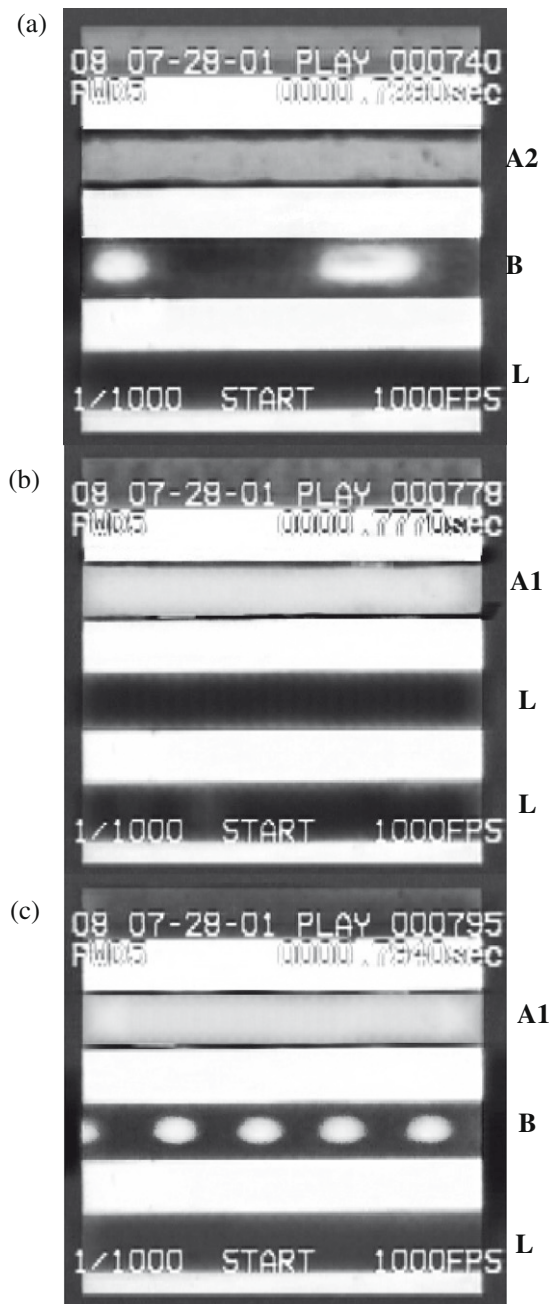 (a)
08 07-28-01 PLAY 000740
A2
B
L
1/1000 START 1000FPS
(b)
08 07-28-01 PLAY 000778
A1
L
L
1/1000 START 1000FPS
(c)
08 07-28-01 PLAY 000795
A1
B
L
1/1000 START 1000FPS